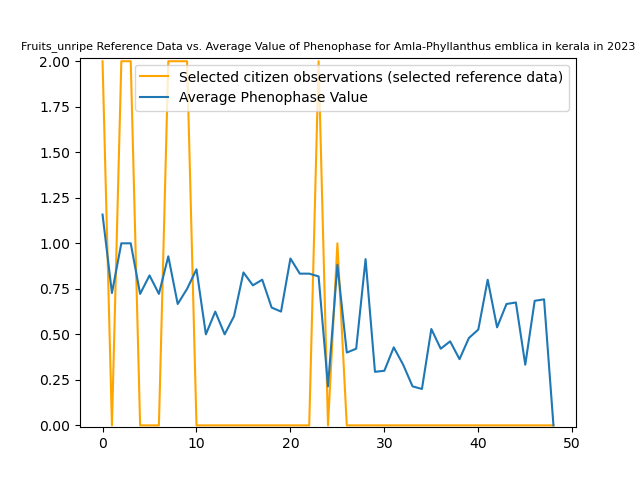 Fruits_unripe Reference Data vs. Average Value of Phenophase for Amla-Phyllanthus emblica in kerala in 2023
Selected citizen observations (selected reference data)
Average Phenophase Value
2.00
1.75
1.50
1.25
1.00
0.75
0.50
0.25
0.00
0 10 20 30 40 50